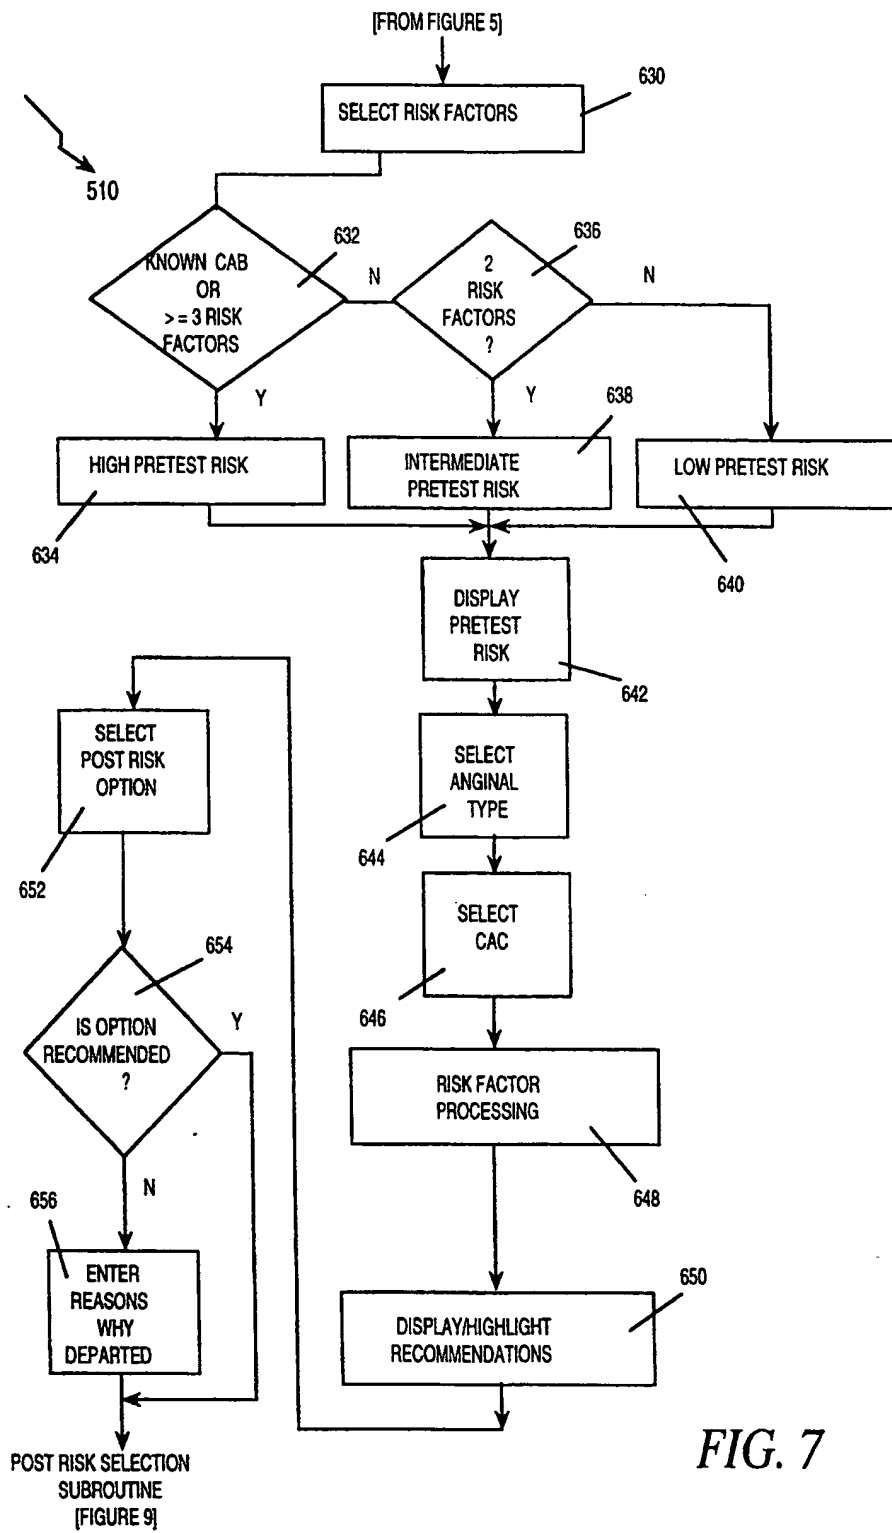 [FROM FIGURE 5]
630
SELECT RISK FACTORS
510
632
636
KNOWN CAB
OR
> = 3 RISK
FACTORS
N
2
RISK
FACTORS
?
N
Y
Y
638
HIGH PRETEST RISK
INTERMEDIATE
PRETEST RISK
LOW PRETEST RISK
634
640
DISPLAY
PRETEST
RISK
642
SELECT
POST RISK
OPTION
SELECT
ANGINAL
TYPE
644
652
SELECT
CAC
654
646
IS OPTION
RECOMMENDED
?
Y
RISK FACTOR
PROCESSING
N
648
656
ENTER
REASONS
WHY
DEPARTED
650
DISPLAY/HIGHLIGHT
RECOMMENDATIONS
POST RISK SELECTION
SUBROUTINE
[FIGURE 9]
FIG. 7